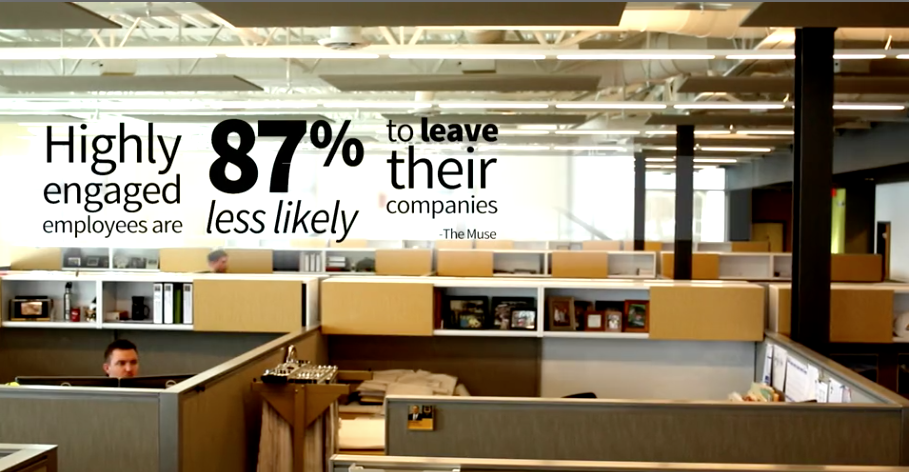 Highly
engaged
employees are
87%
less likely
to leave
their
companies
-The Muse